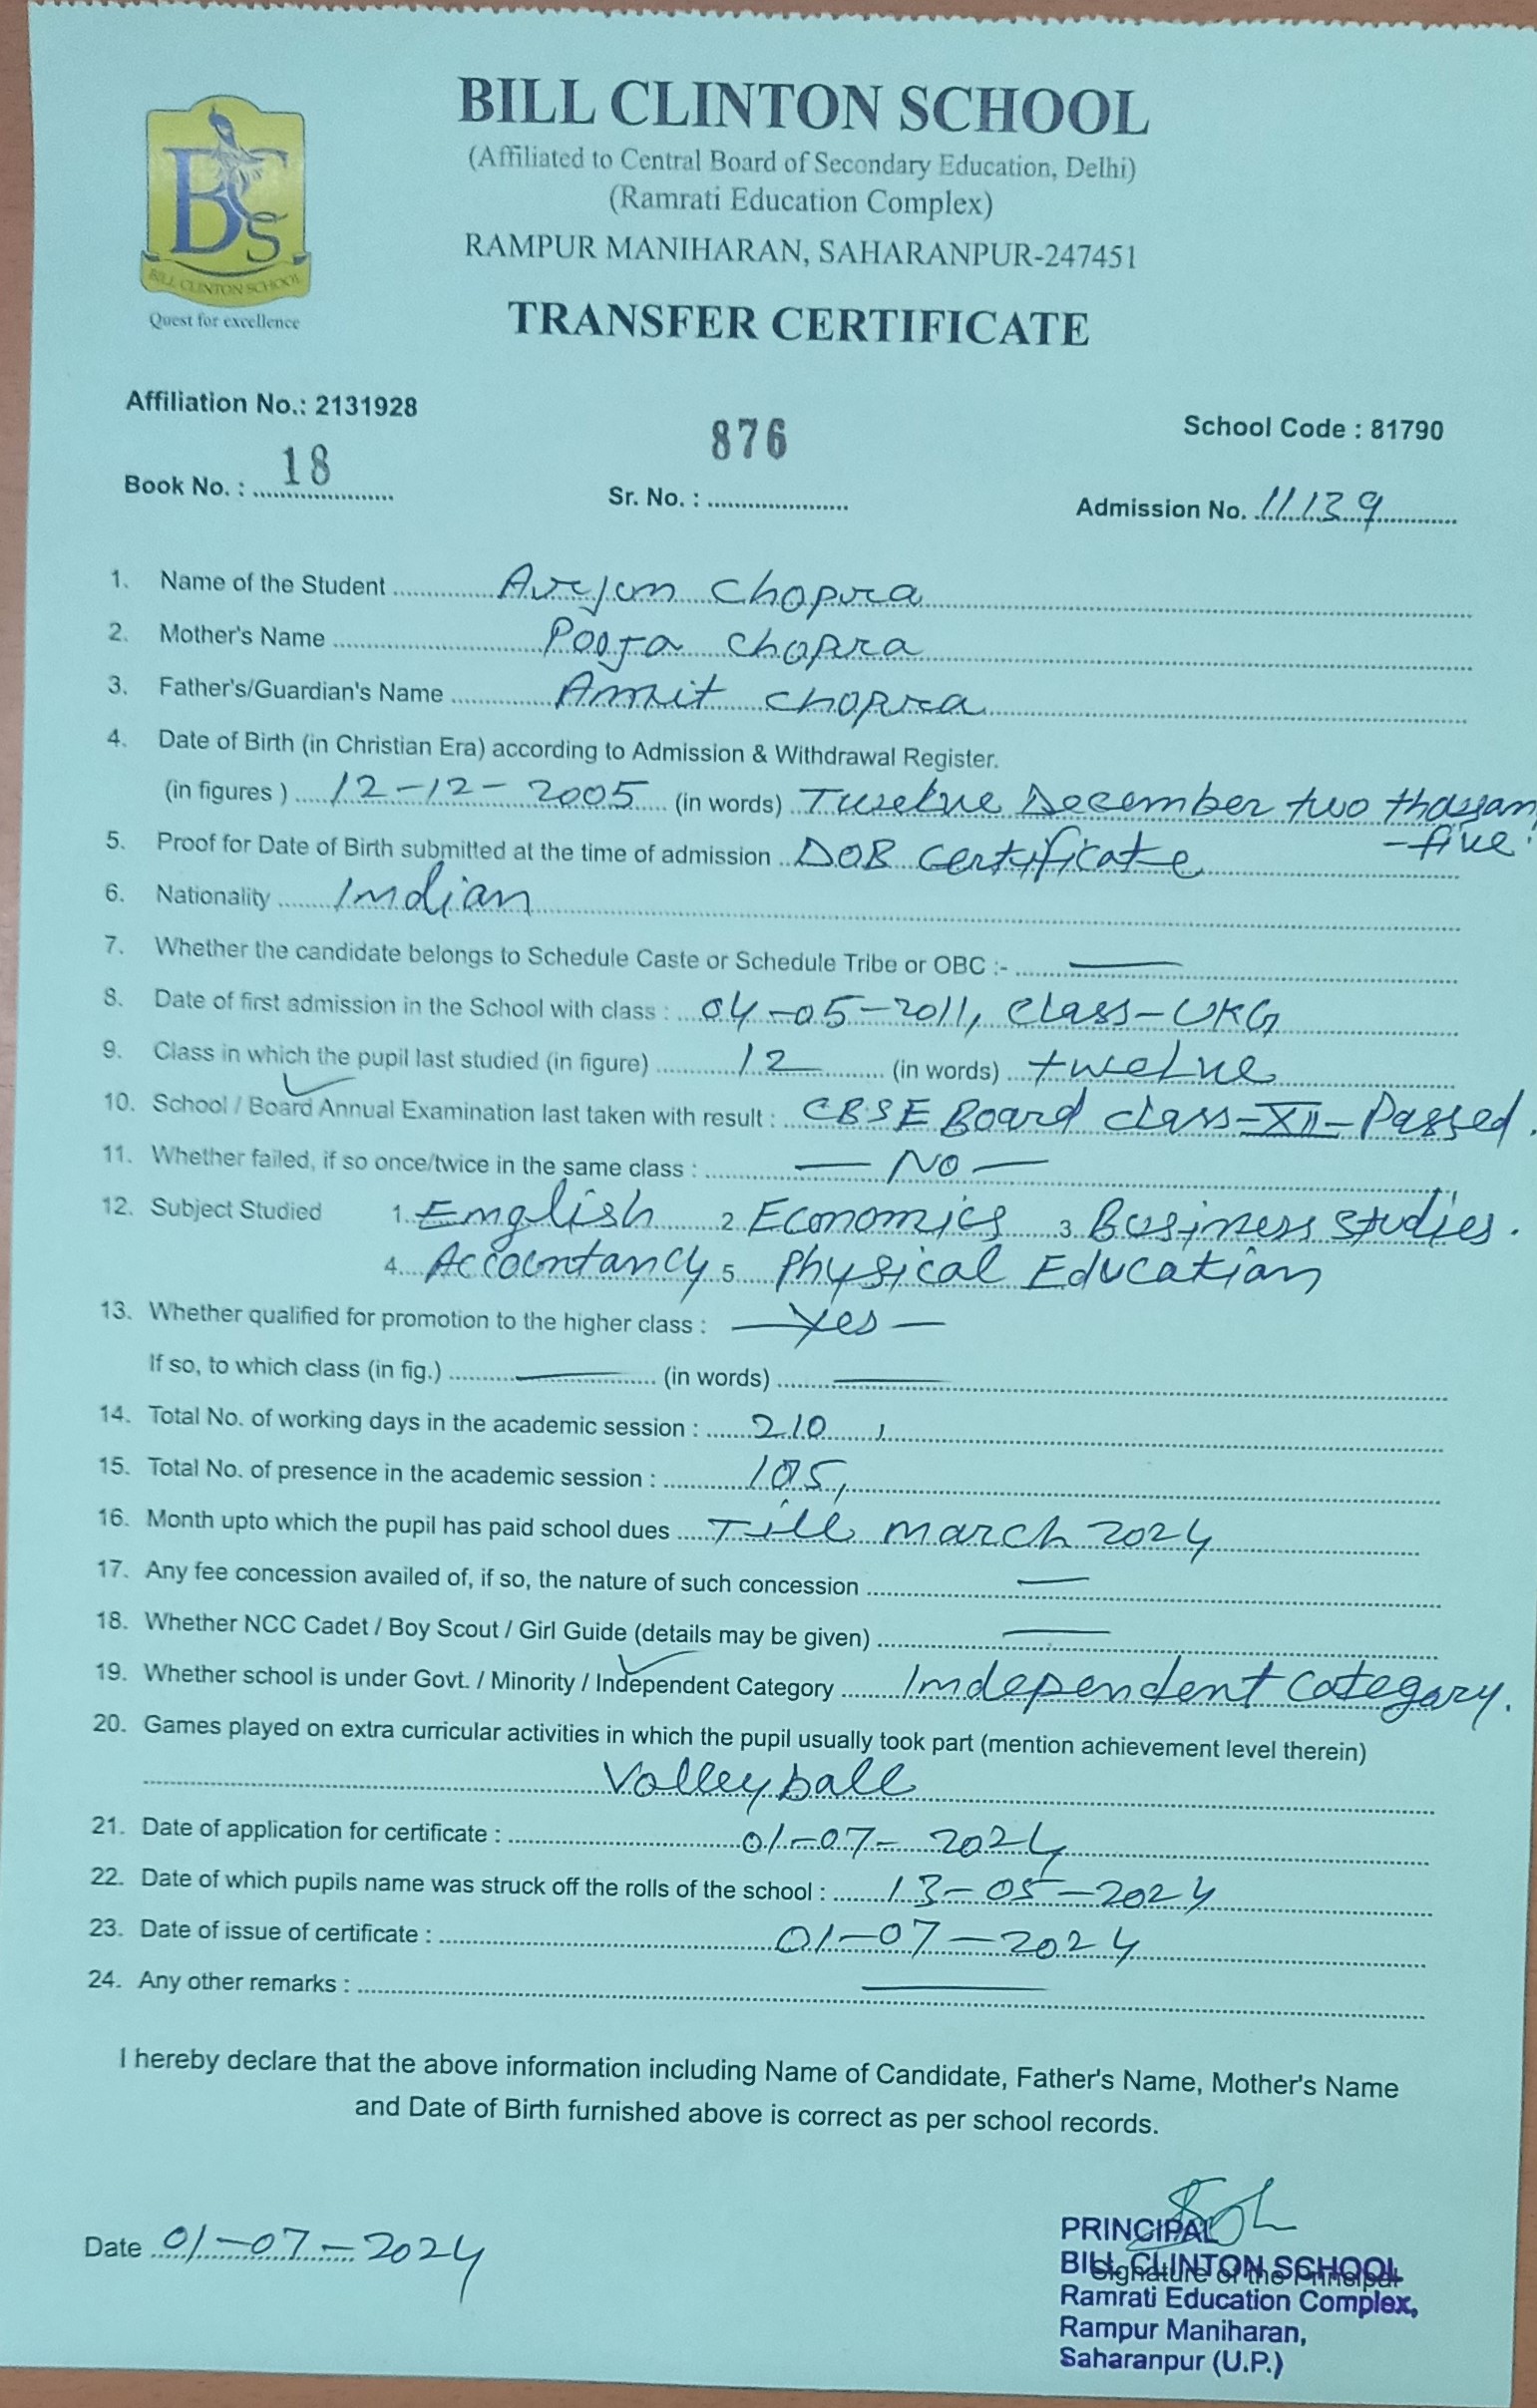 BILL CLINTON SCHOOL
(Affiliated to Central Board of Secondary Education, Delhi)
(Ramrati Education Complex)
RAMPUR MANIHARAN, SAHARANPUR-247451
BCS
BILL CLINTON SCHOOL
Quest for excellence
TRANSFER CERTIFICATE
Affiliation No.: 2131928
School Code : 81790
Book No. : 18
Sr. No. : 876
Admission No. 11139
1. Name of the Student Arjun Chopra
2. Mother's Name Pooja Chopra
3. Father's/Guardian's Name Amit Chopra
4. Date of Birth (in Christian Era) according to Admission & Withdrawal Register.
(in figures ) 12-12-2005 (in words) Twelve December two
-five
5. Proof for Date of Birth submitted at the time of admission DOB Certificate
6. Nationality Indian
7. Whether the candidate belongs to Schedule Caste or Schedule Tribe or OBC :- —
8. Date of first admission in the School with class : 04-05-2011, Class-UKG
9. Class in which the pupil last studied (in figure) 12 (in words) twelve
10. School / Board Annual Examination last taken with result : CBSE Board class-XII-Passed.
11. Whether failed, if so once/twice in the same class : — No —
12. Subject Studied 1. English 2. Economics 3. Business studies.
4. Accountancy 5. Physical Education
13. Whether qualified for promotion to the higher class : — Yes —
If so, to which class (in fig.) — (in words) —
14. Total No. of working days in the academic session : 210,
15. Total No. of presence in the academic session : 105,
16. Month upto which the pupil has paid school dues Till march 2024
17. Any fee concession availed of, if so, the nature of such concession —
18. Whether NCC Cadet / Boy Scout / Girl Guide (details may be given) —
19. Whether school is under Govt. / Minority / Independent Category Independent Category.
20. Games played on extra curricular activities in which the pupil usually took part (mention achievement level therein)
Volleyball
21. Date of application for certificate : 01-07-2024
22. Date of which pupils name was struck off the rolls of the school : 13-05-2024
23. Date of issue of certificate : 01-07-2024
24. Any other remarks : —
I hereby declare that the above information including Name of Candidate, Father's Name, Mother's Name
and Date of Birth furnished above is correct as per school records.
Date 01-07-2024
PRINCIPAL
BILL CLINTON SCHOOL
Signature of the Principal
Ramrati Education Complex,
Rampur Maniharan,
Saharanpur (U.P.)